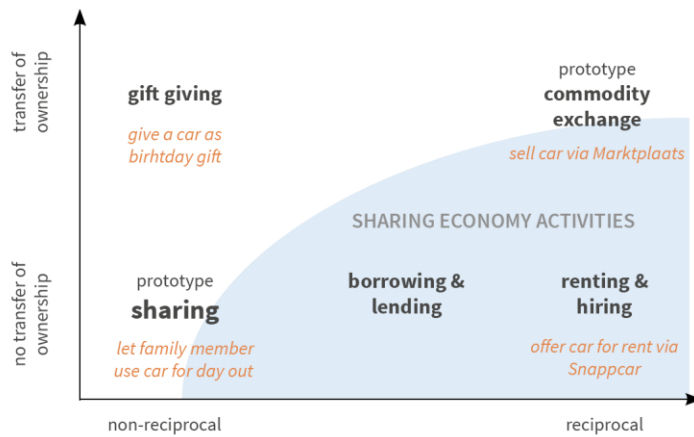 transfer of
ownership
gift giving
give a car as
birhtday gift
prototype
commodity
exchange
sell car via Marktplaats
SHARING ECONOMY ACTIVITIES
no transfer of
ownership
prototype
sharing
let family member
use car for day out
borrowing &
lending
renting &
hiring
offer car for rent via
Snappcar
non-reciprocal
reciprocal